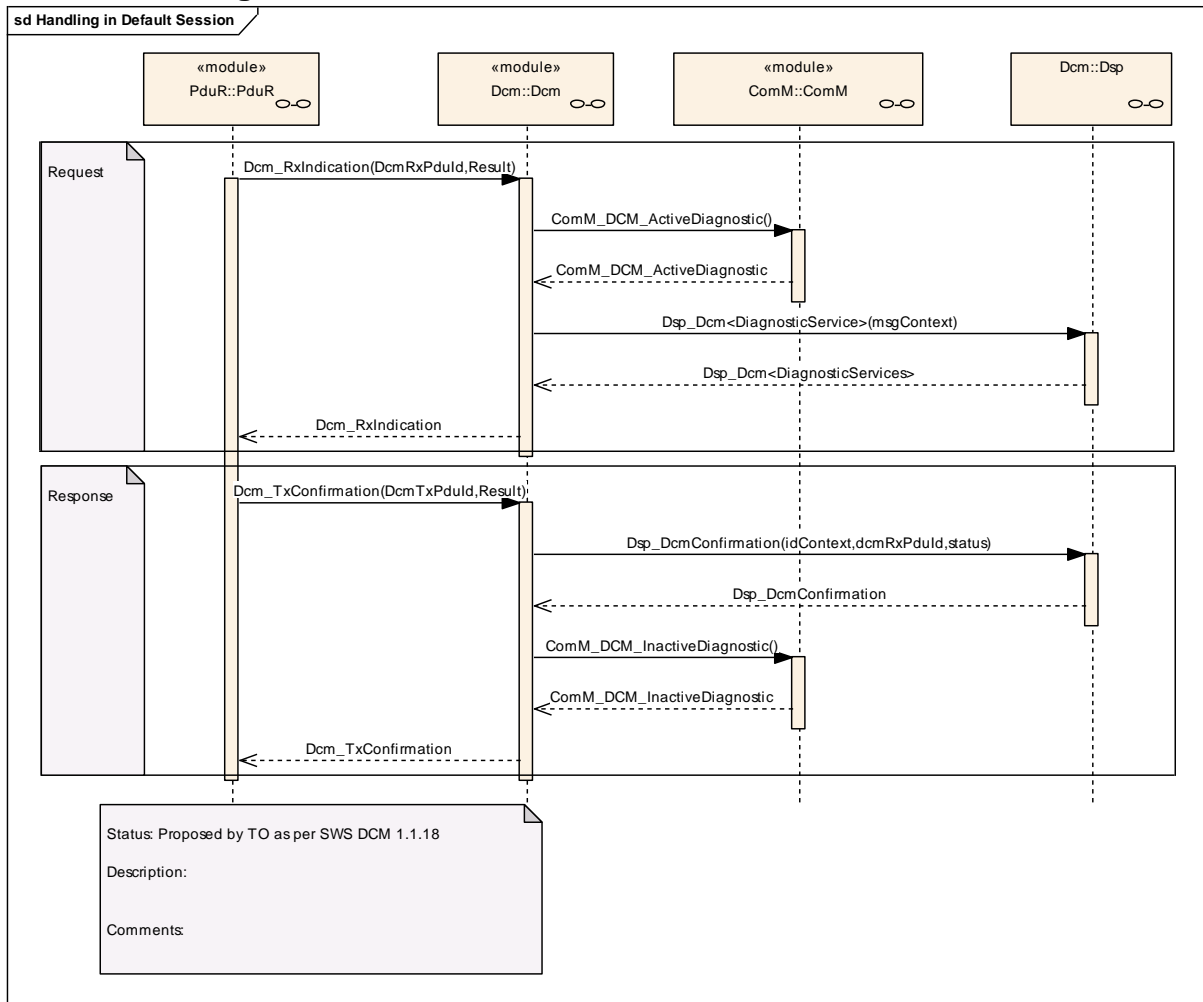 sd Handling in Default Session
«module»
PduR::PduR
«module»
Dcm::Dcm
«module»
ComM::ComM
Dcm::Dsp
Request
Dcm_RxIndication(DcmRxPduId,Result)
ComM_DCM_ActiveDiagnostic()
ComM_DCM_ActiveDiagnostic
Dsp_Dcm<DiagnosticService>(msgContext)
Dsp_Dcm<DiagnosticServices>
Dcm_RxIndication
Response
Dcm_TxConfirmation(DcmTxPduId,Result)
Dsp_DcmConfirmation(idContext,dcmRxPduId,status)
Dsp_DcmConfirmation
ComM_DCM_InactiveDiagnostic()
ComM_DCM_InactiveDiagnostic
Dcm_TxConfirmation
Status: Proposed by TO as per SWS DCM 1.1.18
Description:
Comments: